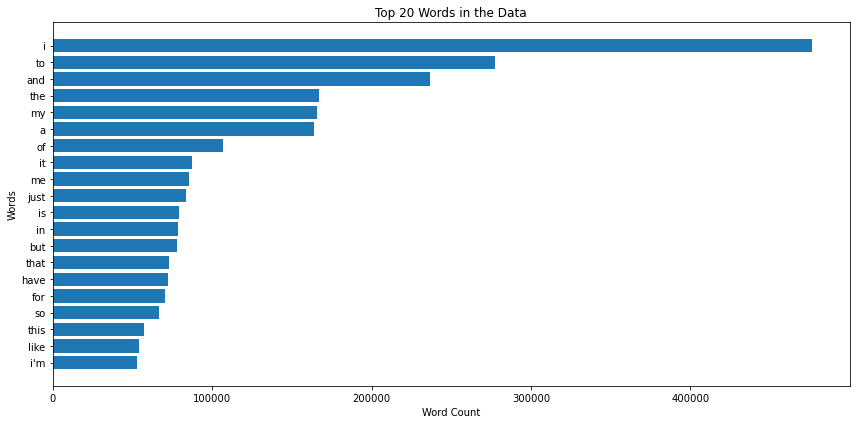 Top 20 Words in the Data
Words
i
to
and
the
my
a
of
it
me
just
is
in
but
that
have
for
so
this
like
i'm
0 100000 200000 300000 400000
Word Count